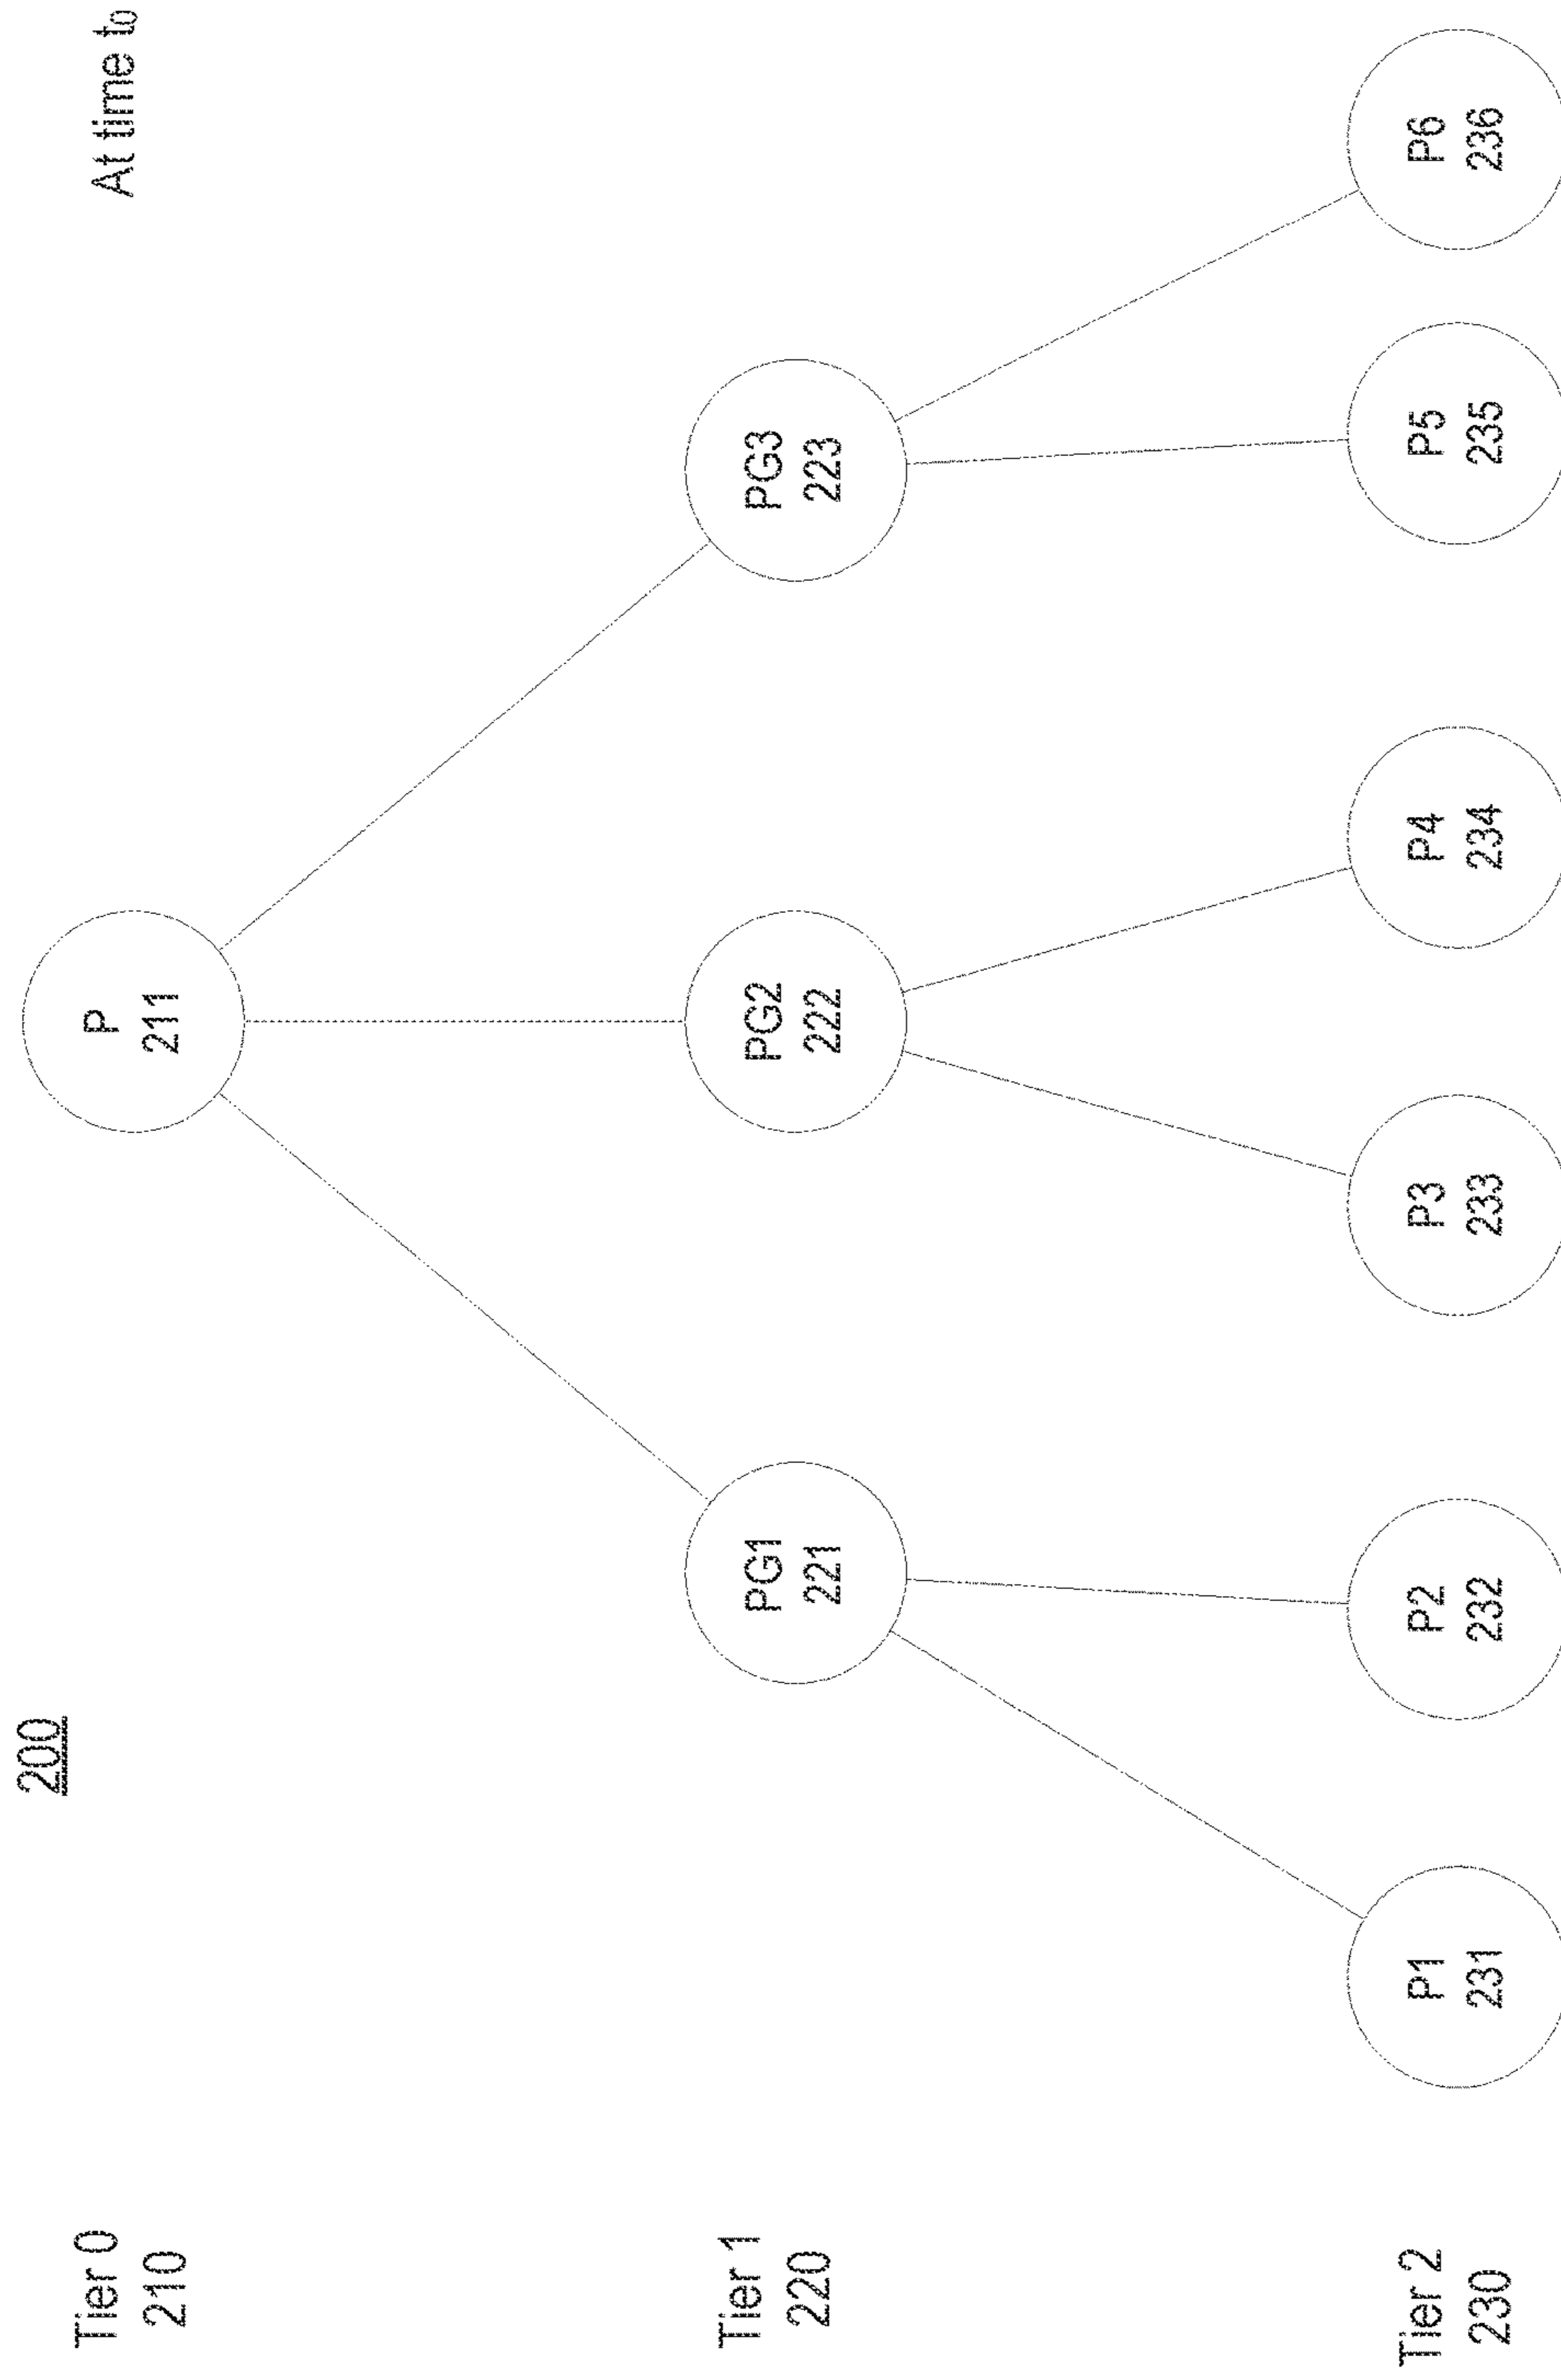 200
At time t₀
Tier 0
210
P
211
Tier 1
220
PG1
221
PG2
222
PG3
223
Tier 2
230
P1
231
P2
232
P3
233
P4
234
P5
235
P6
236